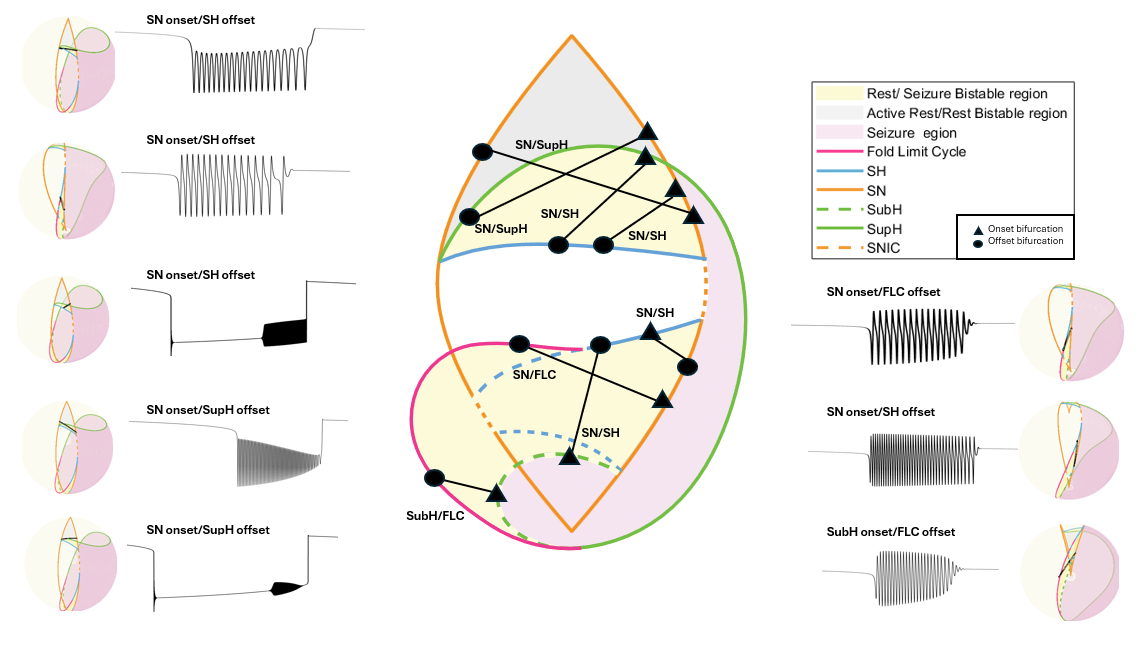 SN onset/SH offset
SN onset/SH offset
SN onset/SH offset
SN onset/SupH offset
SN onset/SupH offset
SN/SupH
SN/SupH
SN/SH
SN/SH
SN/SH
SN/FLC
SN/SH
SubH/FLC
Rest/ Seizure Bistable region
Active Rest/Rest Bistable region
Seizure egion
Fold Limit Cycle
SH
SN
SubH
SupH
SNIC
Onset bifurcation
Offset bifurcation
SN onset/FLC offset
SN onset/SH offset
SubH onset/FLC offset